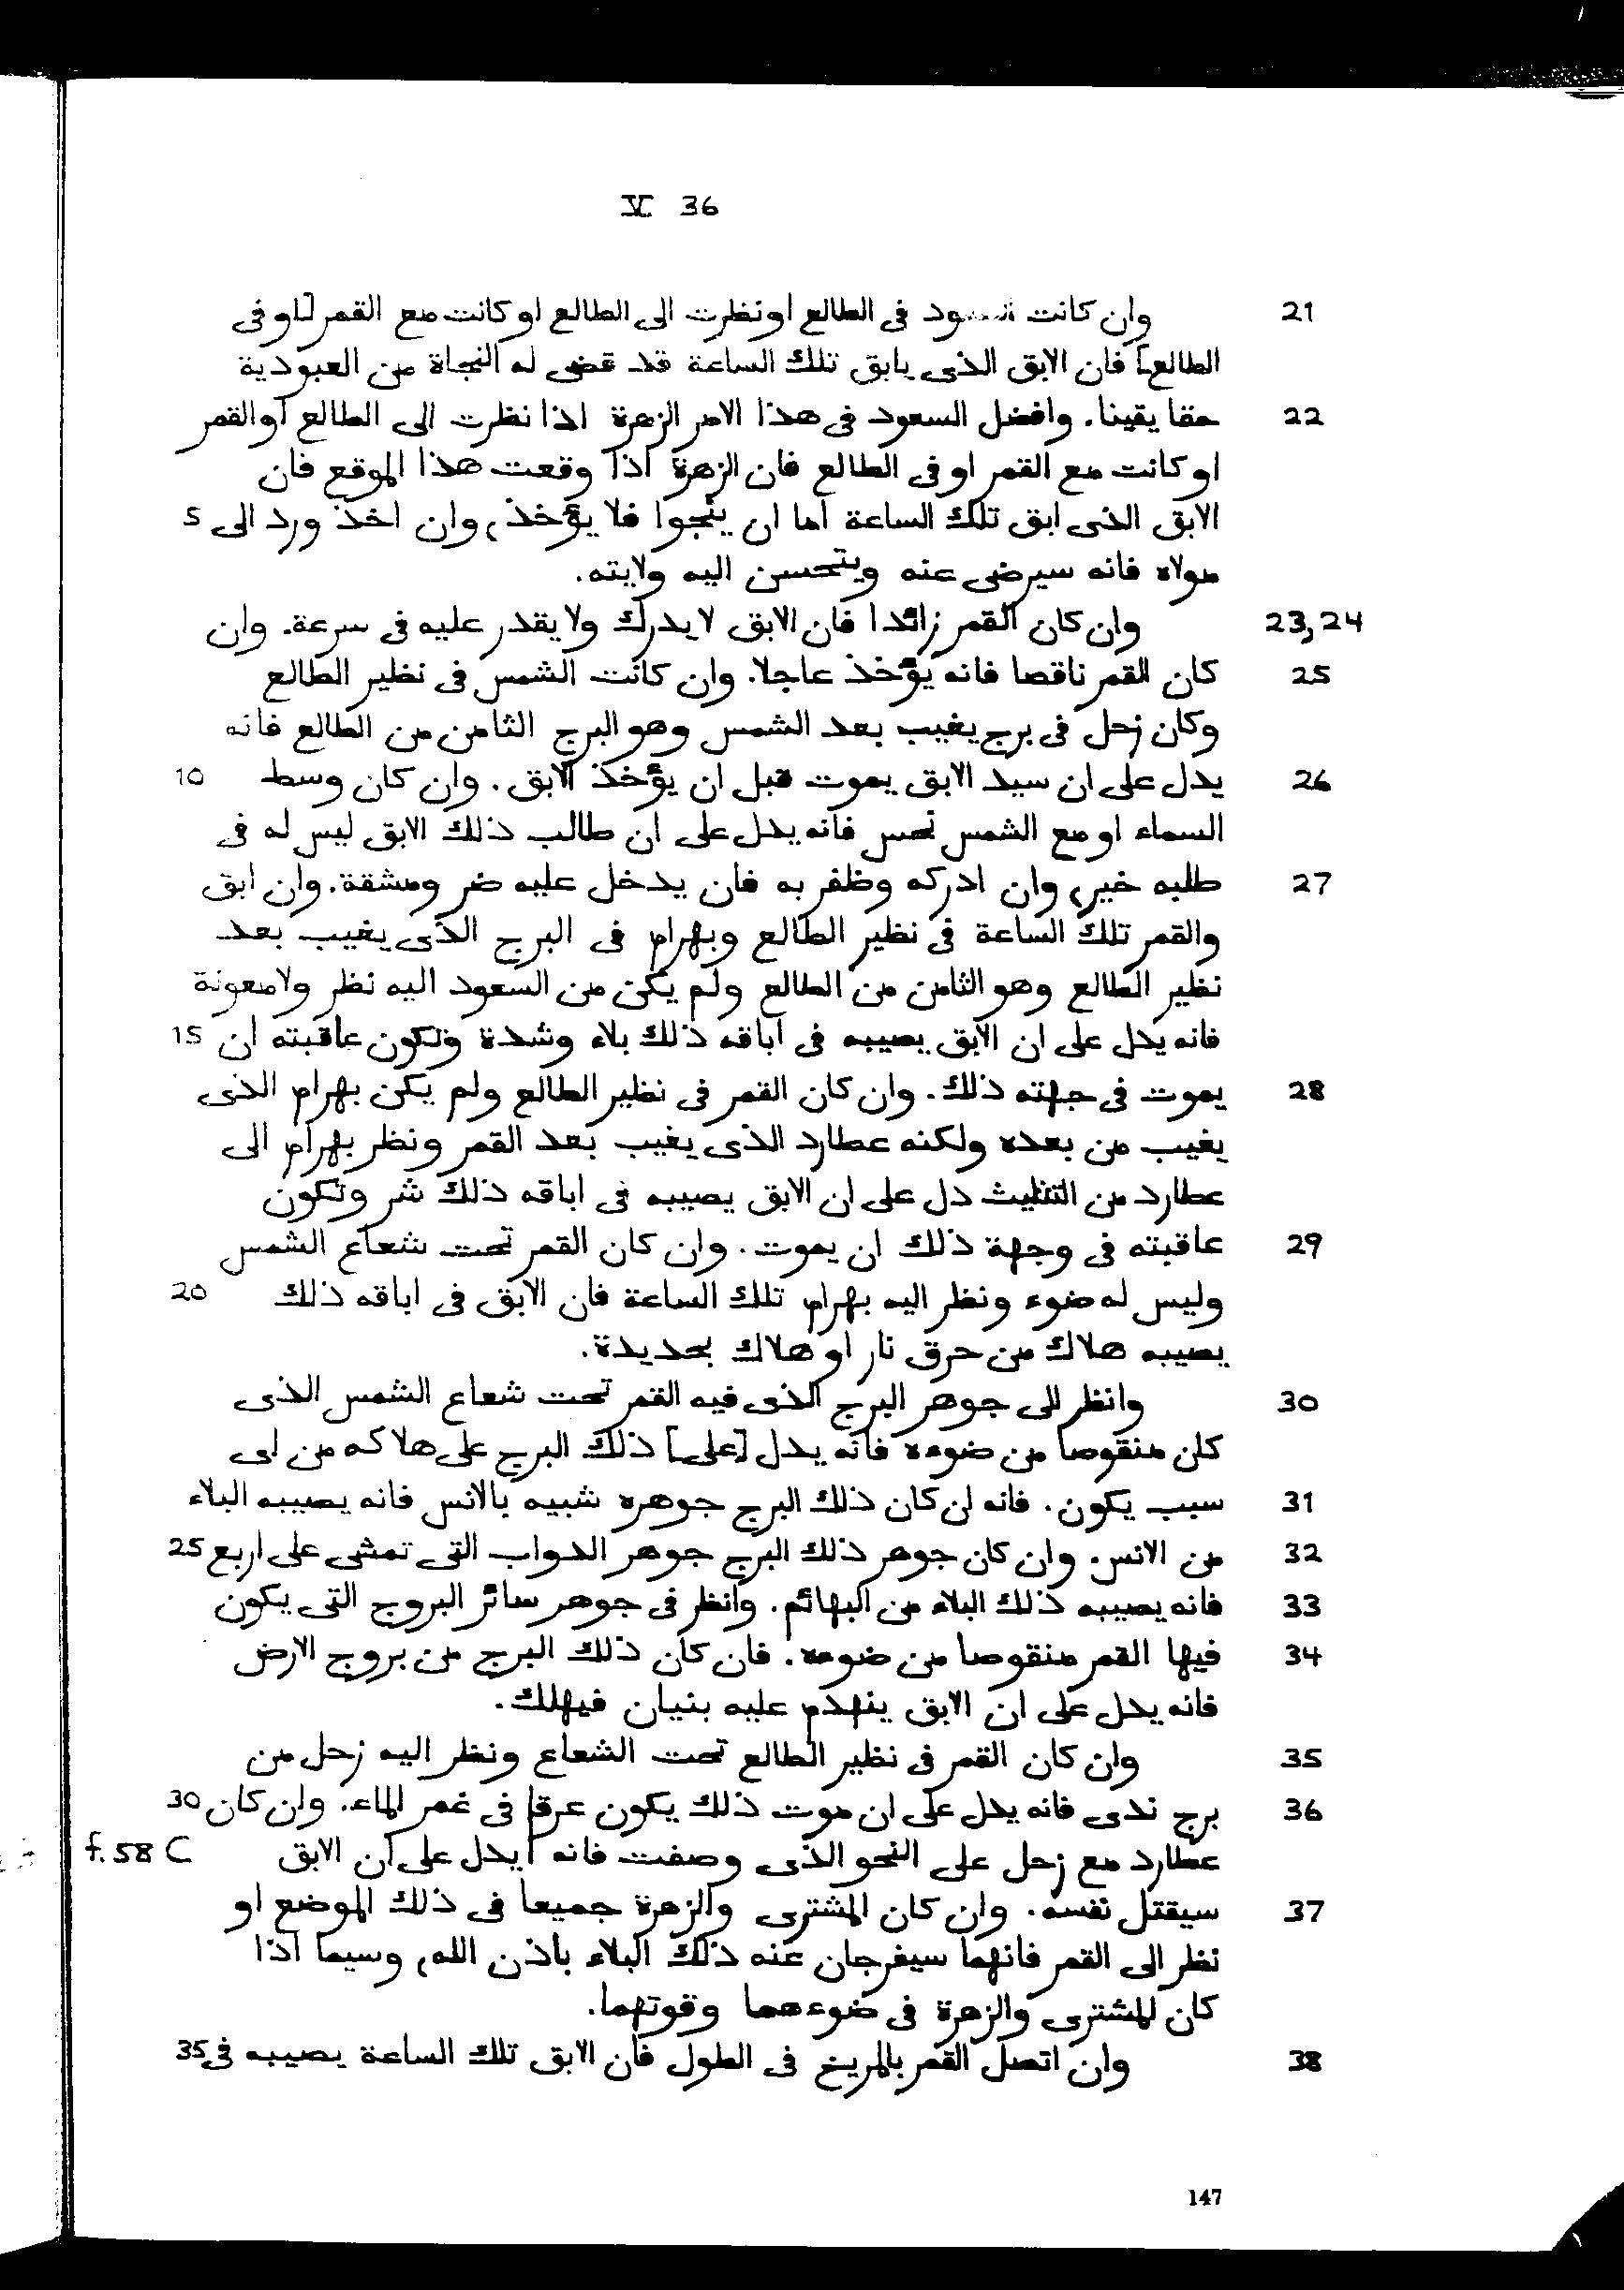 V 36
21 وان كانت السعود فى الطالع او نظرت الى الطالع او كانت مع القمر [او فى
الطالع] فان الابق الذى يابق تلك الساعة قد قضى له النجاة من العبودية
22 حقا يقينا. وافضل السعود فى هذا الامر الزهرة اذا نظرت الى الطالع او القمر
او كانت مع القمر او فى الطالع فان الزهرة اذا وقعت هذا الموقع فان
الابق الذى ابق تلك الساعة اما ان ينجوا فلا يؤخذ، وان اخذ ورد الى 5
مولاه فانه سيرضى عنه ويتحسن اليه ولايته.
23,24 وان كان القمر زائدا فان الابق لا يدرك ولا يقدر عليه فى سرعة. وان
25 كان القمر ناقصا فانه يؤخذ عاجلا. وان كانت الشمس فى نظير الطالع
وكان زحل فى برج يغيب بعد الشمس وهو البرج الثامن من الطالع فانه
26 يدل على ان سيد الابق يموت قبل ان يؤخذ الابق. وان كان وسط 10
السماء او مع الشمس نحس فانه يدل على ان طالب ذلك الابق ليس له فى
27 طلبه خير، وان ادركه وظفر به فان يدخل عليه ضر ومشقة. وان ابق
والقمر تلك الساعة فى نظير الطالع وبهرام فى البرج الذى يغيب بعد
نظير الطالع وهو الثامن من الطالع ولم يكن من السعود اليه نظر ولا معونة
فانه يدل على ان الابق يصيبه فى اباقه ذلك بلاء وشدة وتكون عاقبته ان 15
28 يموت فى جهته ذلك. وان كان القمر فى نظير الطالع ولم يكن بهرام الذى
يغيب من بعده ولكنه عطارد الذى يغيب بعد القمر ونظر بهرام الى
عطارد من التثليث دل على ان الابق يصيبه فى اباقه ذلك شر وتكون
29 عاقبته فى وجهة ذلك ان يموت. وان كان القمر تحت شعاع الشمس
وليس له ضوء ونظر اليه بهرام تلك الساعة فان الابق فى اباقه ذلك 20
يصيبه هلاك من حرق نار او هلاك بحديدة.
30 وانظر الى جوهر البرج الذى فيه القمر تحت شعاع الشمس الذى
كان منقوصا من ضوءه فانه يدل [على] ذلك البرج على هلاكه من اى
31 سبب يكون. فانه ان كان ذلك البرج جوهره شبيه بالانس فانه يصيبه البلاء
32 من الانس. وان كان جوهر ذلك البرج جوهر الدواب التى تمشى على اربع 25
33 فانه يصيبه ذلك البلاء من البهائم. وانظر فى جوهر سائر البروج التى يكون
34 فيها القمر منقوصا من ضوءه. فان كان ذلك البرج من بروج الارض
فانه يدل على ان الابق ينهدم عليه بنيان فيهلك.
35 وان كان القمر فى نظير الطالع تحت الشعاع ونظر اليه زحل من
36 برج ندى فانه يدل على ان موت ذلك يكون عرقا فى غمر الماء. وان كان 30
عطارد مع زحل على النحو الذى وصفت فانه | يدل على ان الابق f. 58 C
37 سيقتل نفسه. وان كان المشترى والزهرة جميعا فى ذلك الموضع او
نظر الى القمر فانهما سيفرجان عنه ذلك البلاء باذن الله، وسيما اذا
كان للمشترى والزهرة فى ضوءهما وقوتهما.
38 وان اتصل القمر بالمريخ فى الطول فان الابق تلك الساعة يصيبه فى 35
147